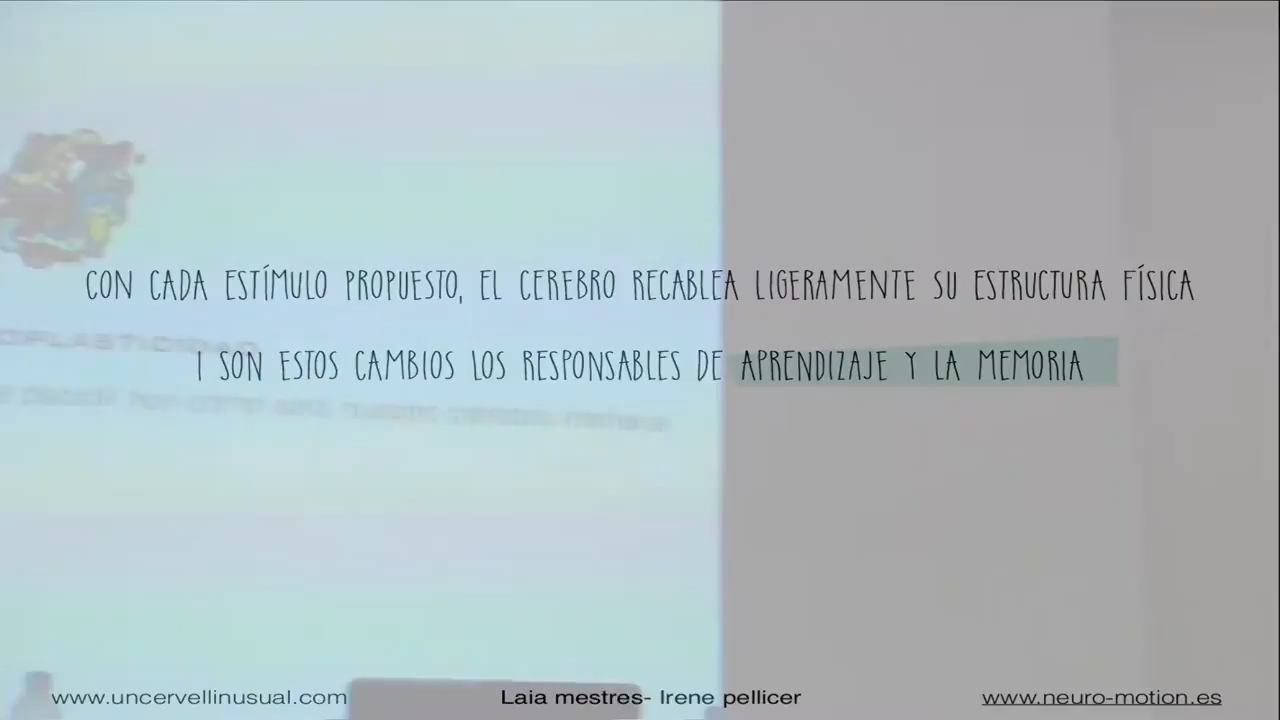 CON CADA ESTÍMULO PROPUESTO, EL CEREBRO RECABLEA LIGERAMENTE SU ESTRUCTURA FÍSICA
I SON ESTOS CAMBIOS LOS RESPONSABLES DE APRENDIZAJE Y LA MEMORIA
www.uncervellinusual.com
Laia mestres- Irene pellicer
www.neuro-motion.es